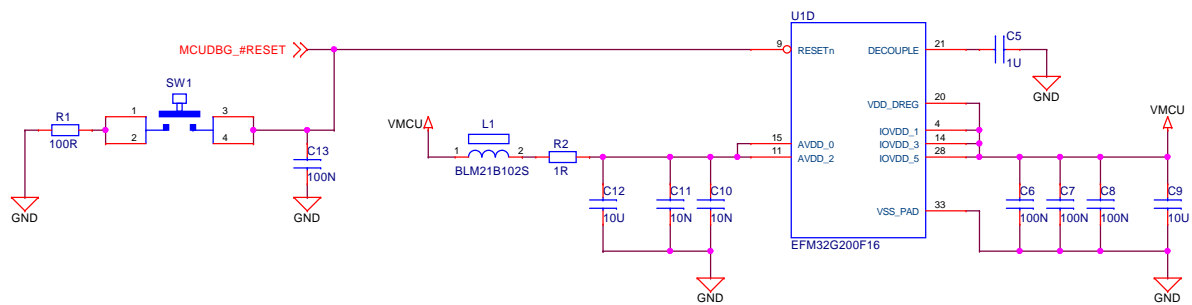 U1D
MCUDBG_#RESET
9
RESETn
DECOUPLE
21
C5
1U
GND
SW1
R1
100R
1
2
3
4
C13
100N
GND
GND
VMCU
L1
1
2
BLM21B102S
R2
1R
15
AVDD_0
11
AVDD_2
VDD_DREG
20
IOVDD_1
4
IOVDD_3
14
IOVDD_5
28
VMCU
C12
10U
C11
10N
C10
10N
GND
VSS_PAD
33
C6
100N
C7
100N
C8
100N
C9
10U
EFM32G200F16
GND